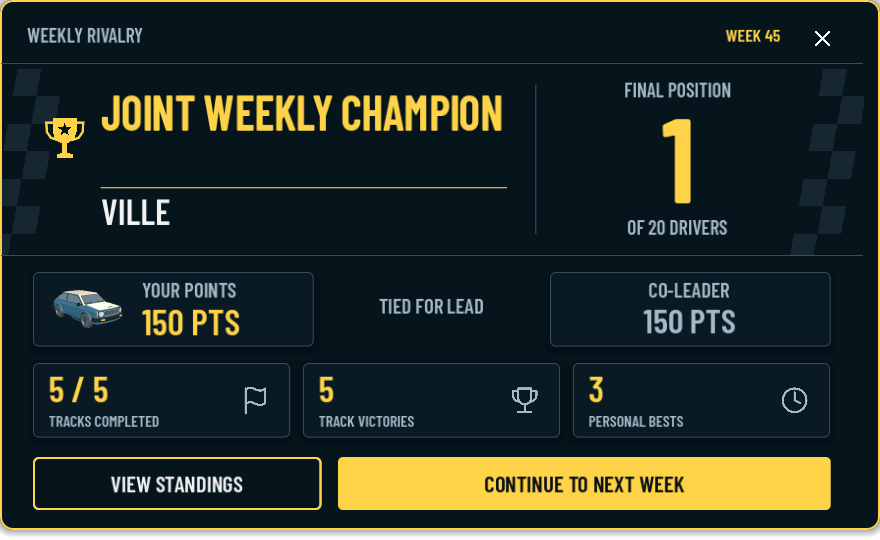 WEEKLY RIVALRY
WEEK 45
JOINT WEEKLY CHAMPION
VILLE
FINAL POSITION
1
OF 20 DRIVERS
YOUR POINTS
150 PTS
TIED FOR LEAD
CO-LEADER
150 PTS
5 / 5
TRACKS COMPLETED
5
TRACK VICTORIES
3
PERSONAL BESTS
VIEW STANDINGS
CONTINUE TO NEXT WEEK